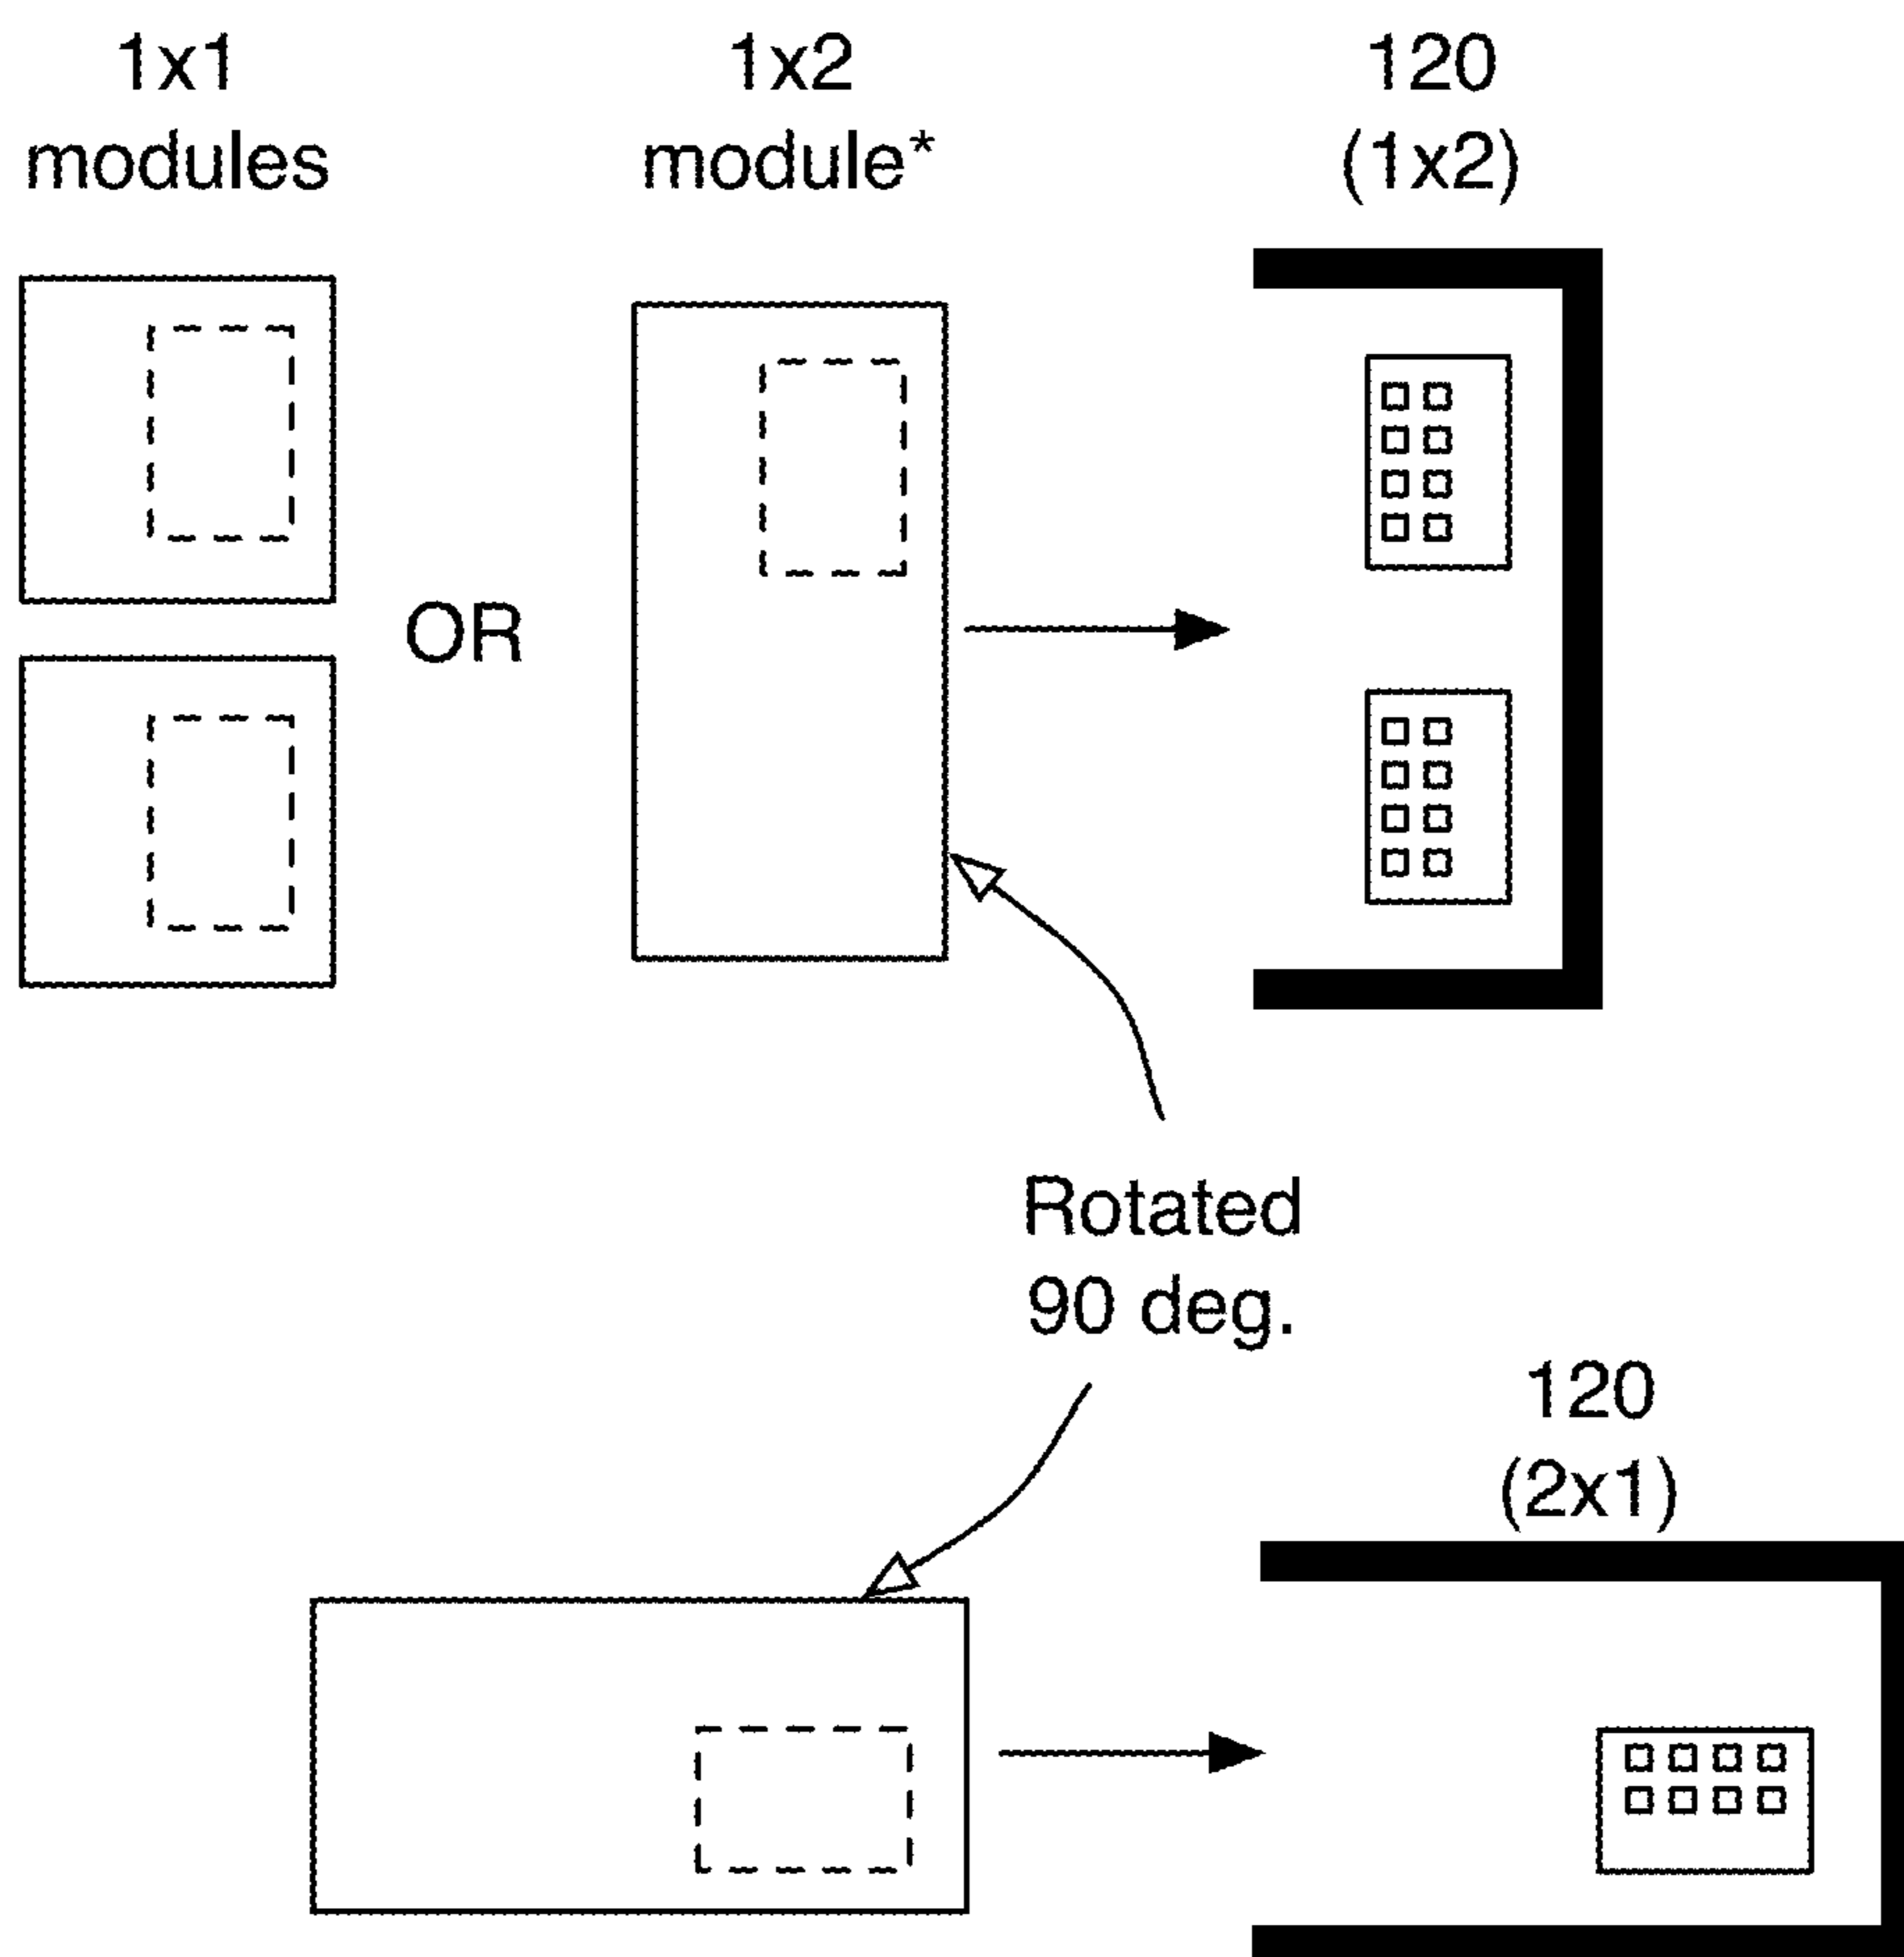 1x1
modules
1x2
module*
120
(1x2)
OR
Rotated
90 deg.
120
(2x1)